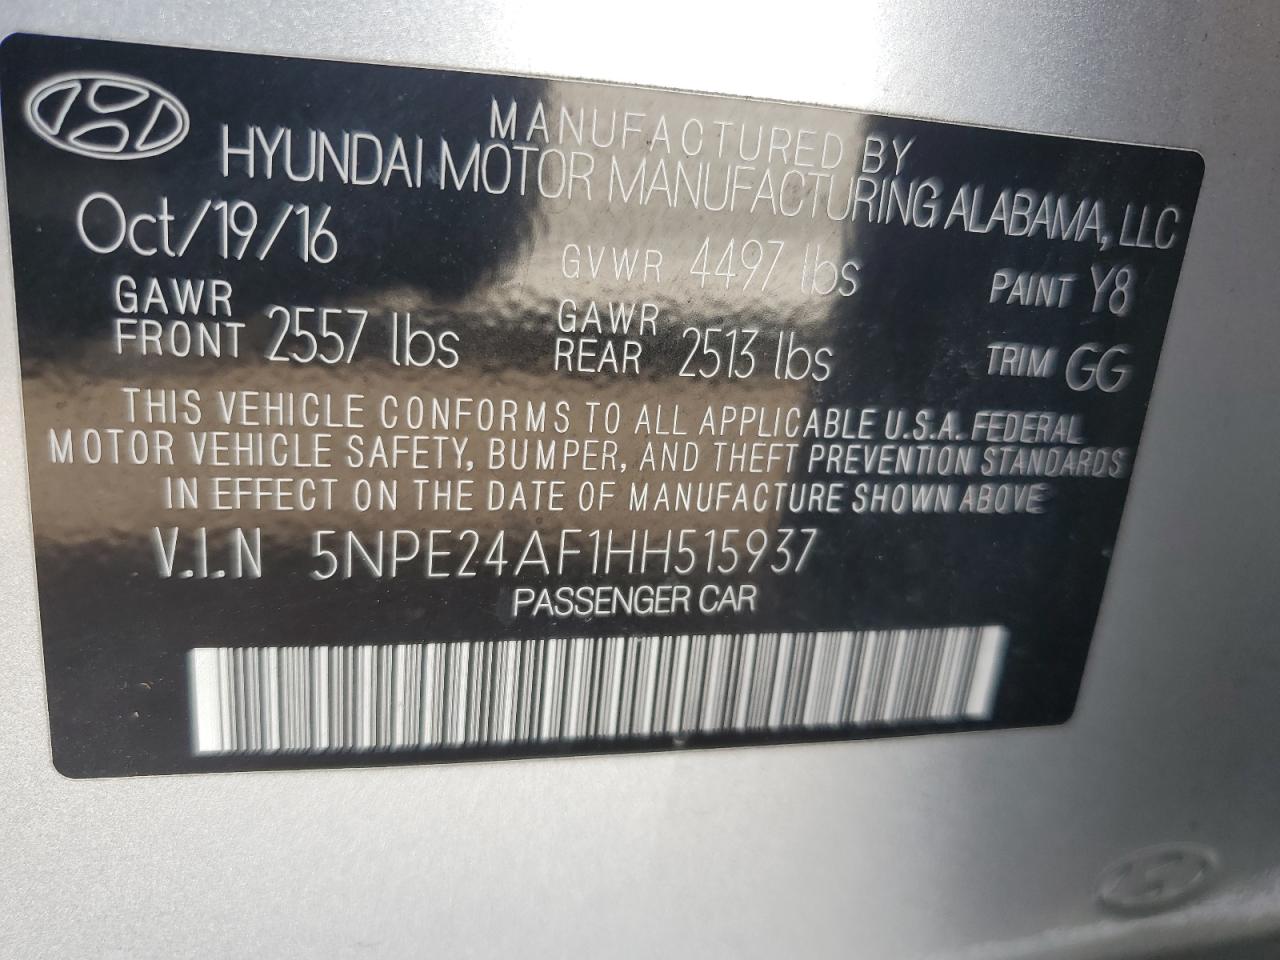 MANUFACTURED BY
HYUNDAI MOTOR MANUFACTURING ALABAMA, LLC
Oct/19/16 GVWR 4497 lbs PAINT Y8
GAWR FRONT 2557 lbs GAWR REAR 2513 lbs TRIM GG
THIS VEHICLE CONFORMS TO ALL APPLICABLE U.S.A. FEDERAL
MOTOR VEHICLE SAFETY, BUMPER, AND THEFT PREVENTION STANDARDS
IN EFFECT ON THE DATE OF MANUFACTURE SHOWN ABOVE
V.I.N 5NPE24AF1HH515937
PASSENGER CAR